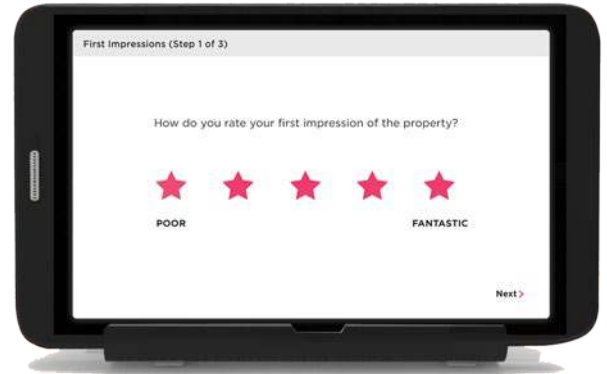 First Impressions (Step 1 of 3)
How do you rate your first impression of the property?
POOR FANTASTIC
Next >